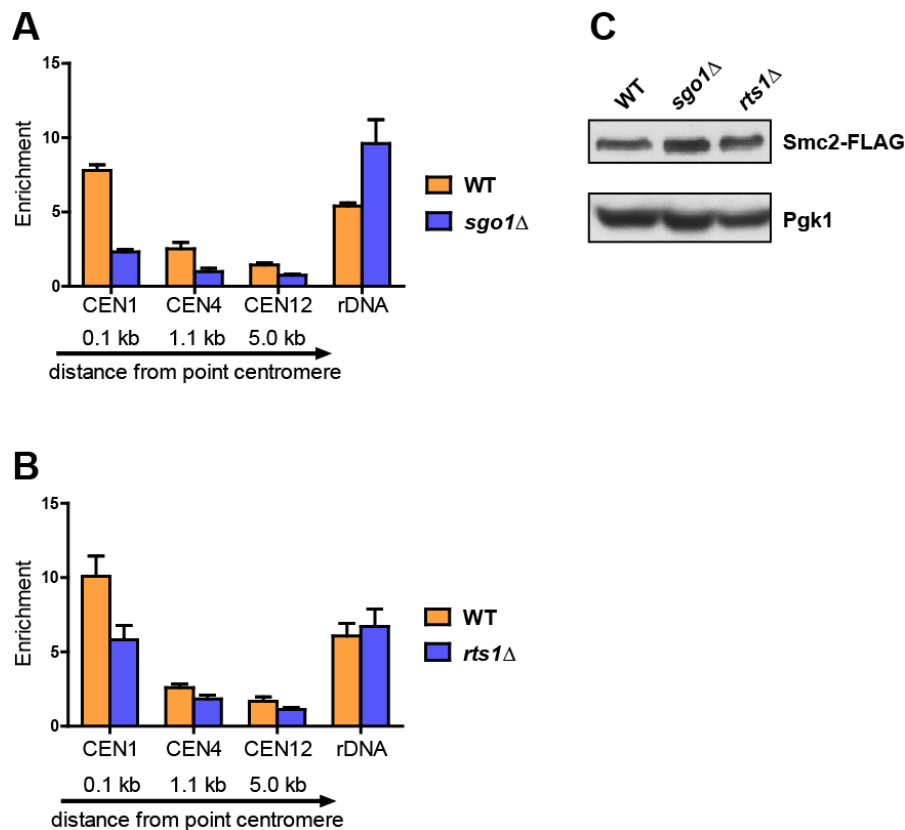 A
15
10
5
0
Enrichment
CEN1 CEN4 CEN12 rDNA
0.1 kb 1.1 kb 5.0 kb
distance from point centromere
WT
sgo1Δ
C
WT sgo1Δ rts1Δ
Smc2-FLAG
Pgk1
B
15
10
5
0
Enrichment
CEN1 CEN4 CEN12 rDNA
0.1 kb 1.1 kb 5.0 kb
distance from point centromere
WT
rts1Δ